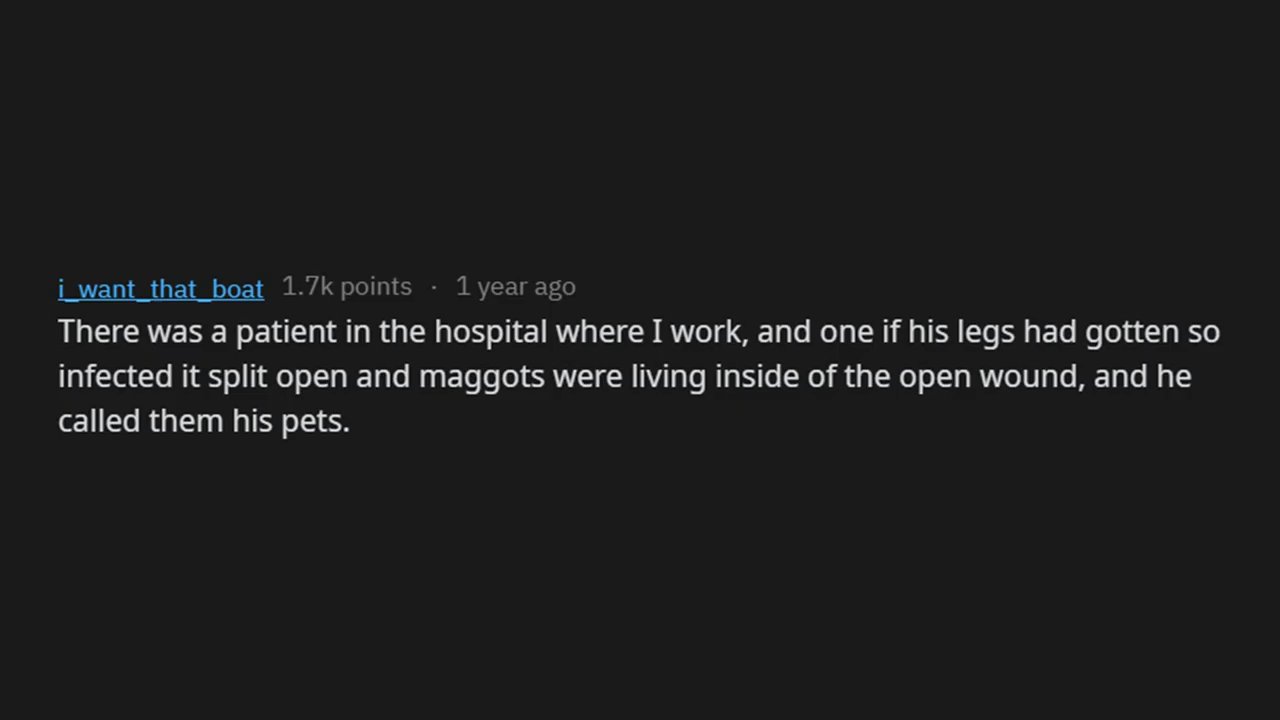 i_want_that_boat 1.7k points · 1 year ago
There was a patient in the hospital where I work, and one if his legs had gotten so
infected it split open and maggots were living inside of the open wound, and he
called them his pets.